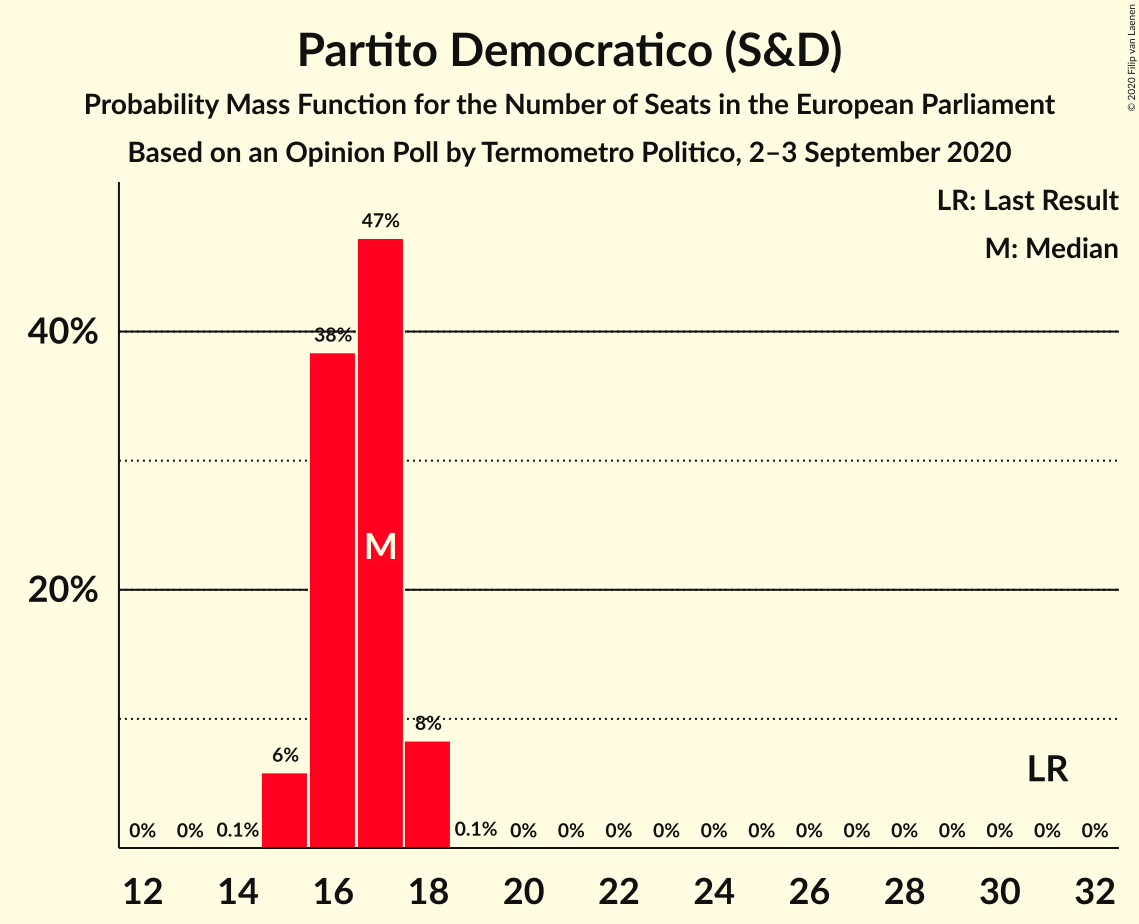 Partito Democratico (S&D)
Probability Mass Function for the Number of Seats in the European Parliament
Based on an Opinion Poll by Termometro Politico, 2–3 September 2020
© 2020 Filip van Laenen
LR: Last Result
M: Median
40%
20%
47%
38%
M
8%
6%
LR
0% 0% 0.1% 0.1% 0% 0% 0% 0% 0% 0% 0% 0% 0% 0% 0% 0% 0%
12 14 16 18 20 22 24 26 28 30 32